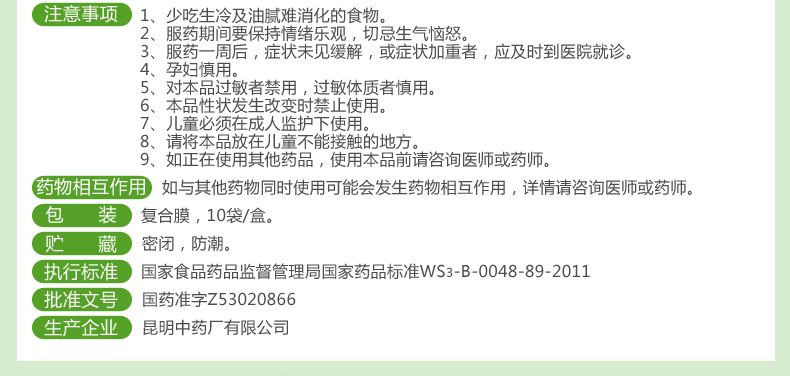 注意事项 1、少吃生冷及油腻难消化的食物。
2、服药期间要保持情绪乐观，切忌生气恼怒。
3、服药一周后，症状未见缓解，或症状加重者，应及时到医院就诊。
4、孕妇慎用。
5、对本品过敏者禁用，过敏体质者慎用。
6、本品性状发生改变时禁止使用。
7、儿童必须在成人监护下使用。
8、请将本品放在儿童不能接触的地方。
9、如正在使用其他药品，使用本品前请咨询医师或药师。
药物相互作用 如与其他药物同时使用可能会发生药物相互作用，详情请咨询医师或药师。
包 装 复合膜，10袋/盒。
贮 藏 密闭，防潮。
执行标准 国家食品药品监督管理局国家药品标准WS3-B-0048-89-2011
批准文号 国药准字Z53020866
生产企业 昆明中药厂有限公司